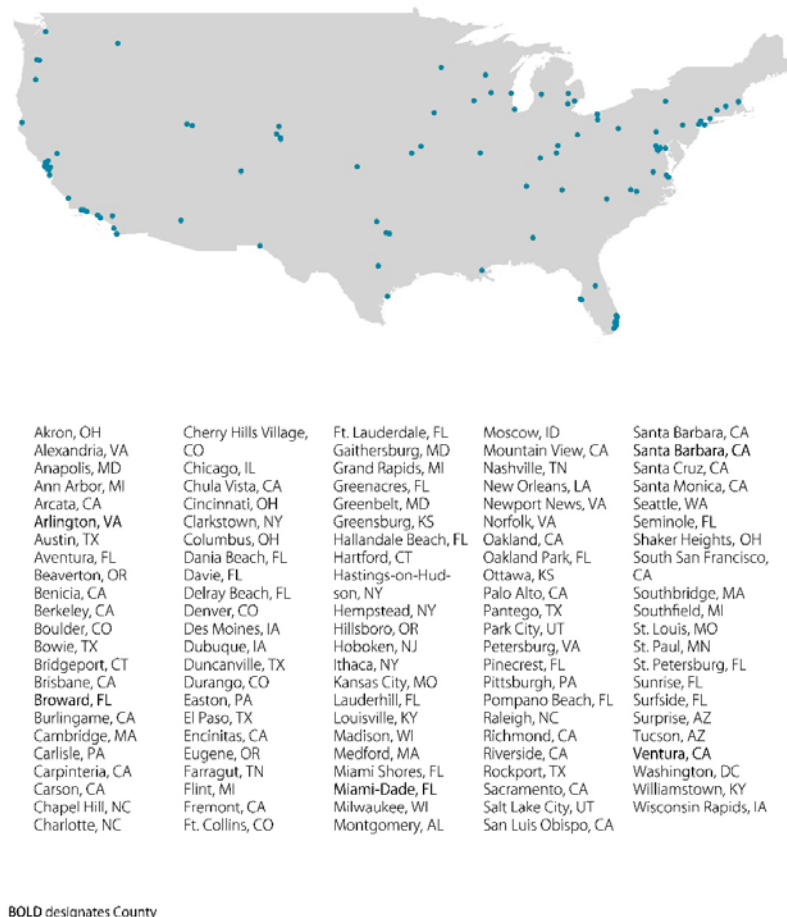 Akron, OH
Alexandria, VA
Anapolis, MD
Ann Arbor, MI
Arcata, CA
Arlington, VA
Austin, TX
Aventura, FL
Beaverton, OR
Benicia, CA
Berkeley, CA
Boulder, CO
Bowie, TX
Bridgeport, CT
Brisbane, CA
Broward, FL
Burlingame, CA
Cambridge, MA
Carlisle, PA
Carpinteria, CA
Carson, CA
Chapel Hill, NC
Charlotte, NC
Cherry Hills Village,
CO
Chicago, IL
Chula Vista, CA
Cincinnati, OH
Clarkstown, NY
Columbus, OH
Dania Beach, FL
Davie, FL
Delray Beach, FL
Denver, CO
Des Moines, IA
Dubuque, IA
Duncanville, TX
Durango, CO
Easton, PA
El Paso, TX
Encinitas, CA
Eugene, OR
Farragut, TN
Flint, MI
Fremont, CA
Ft. Collins, CO
Ft. Lauderdale, FL
Gaithersburg, MD
Grand Rapids, MI
Greenacres, FL
Greenbelt, MD
Greensburg, KS
Hallandale Beach, FL
Hartford, CT
Hastings-on-Hud-
son, NY
Hempstead, NY
Hillsboro, OR
Hoboken, NJ
Ithaca, NY
Kansas City, MO
Lauderhill, FL
Louisville, KY
Madison, WI
Medford, MA
Miami Shores, FL
Miami-Dade, FL
Milwaukee, WI
Montgomery, AL
Moscow, ID
Mountain View, CA
Nashville, TN
New Orleans, LA
Newport News, VA
Norfolk, VA
Oakland, CA
Oakland Park, FL
Ottawa, KS
Palo Alto, CA
Pantego, TX
Park City, UT
Petersburg, VA
Pinecrest, FL
Pittsburgh, PA
Pompano Beach, FL
Raleigh, NC
Richmond, CA
Riverside, CA
Rockport, TX
Sacramento, CA
Salt Lake City, UT
San Luis Obispo, CA
Santa Barbara, CA
Santa Barbara, CA
Santa Cruz, CA
Santa Monica, CA
Seattle, WA
Seminole, FL
Shaker Heights, OH
South San Francisco,
CA
Southbridge, MA
Southfield, MI
St. Louis, MO
St. Paul, MN
St. Petersburg, FL
Sunrise, FL
Surfside, FL
Surprise, AZ
Tucson, AZ
Ventura, CA
Washington, DC
Williamstown, KY
Wisconsin Rapids, IA
BOLD designates County